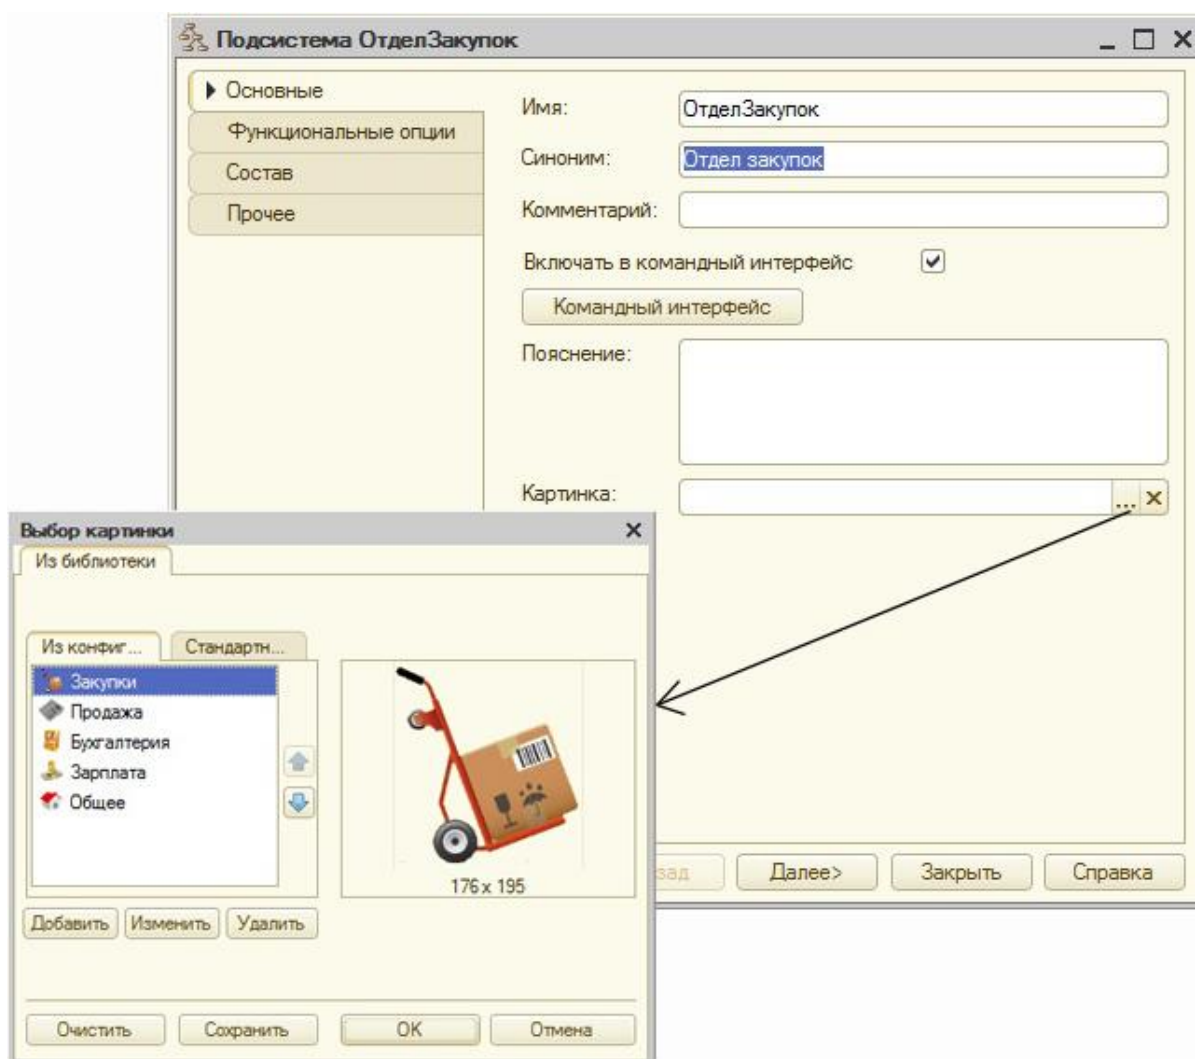 Подсистема ОтделЗакупок
Основные
Функциональные опции
Состав
Прочее
Имя: ОтделЗакупок
Синоним: Отдел закупок
Комментарий:
Включать в командный интерфейс
Командный интерфейс
Пояснение:
Картинка: ...
Выбор картинки
Из библиотеки
Из конфиг... Стандартн...
Закупки
Продажа
Бухгалтерия
Зарплата
Общее
176 x 195
Добавить Изменить Удалить
Очистить Сохранить OK Отмена
зад Далее> Закрыть Справка